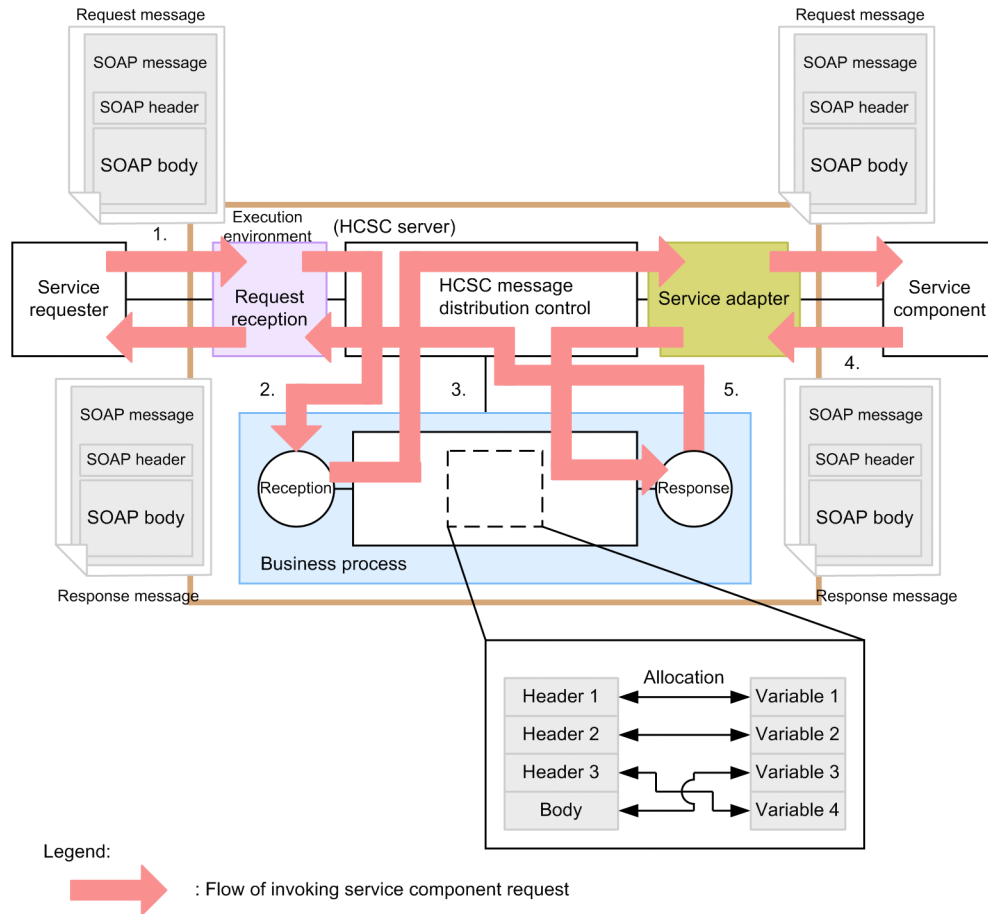 Request message
SOAP message
SOAP header
SOAP body
Request message
SOAP message
SOAP header
SOAP body
1.
Execution
environment
(HCSC server)
Service
requester
Request
reception
HCSC message
distribution control
Service adapter
Service
component
2.
3.
5.
4.
SOAP message
SOAP header
SOAP body
Response message
Reception
Response
Business process
SOAP message
SOAP header
SOAP body
Response message
Allocation
Header 1
Variable 1
Header 2
Variable 2
Header 3
Variable 3
Body
Variable 4
Legend:
: Flow of invoking service component request